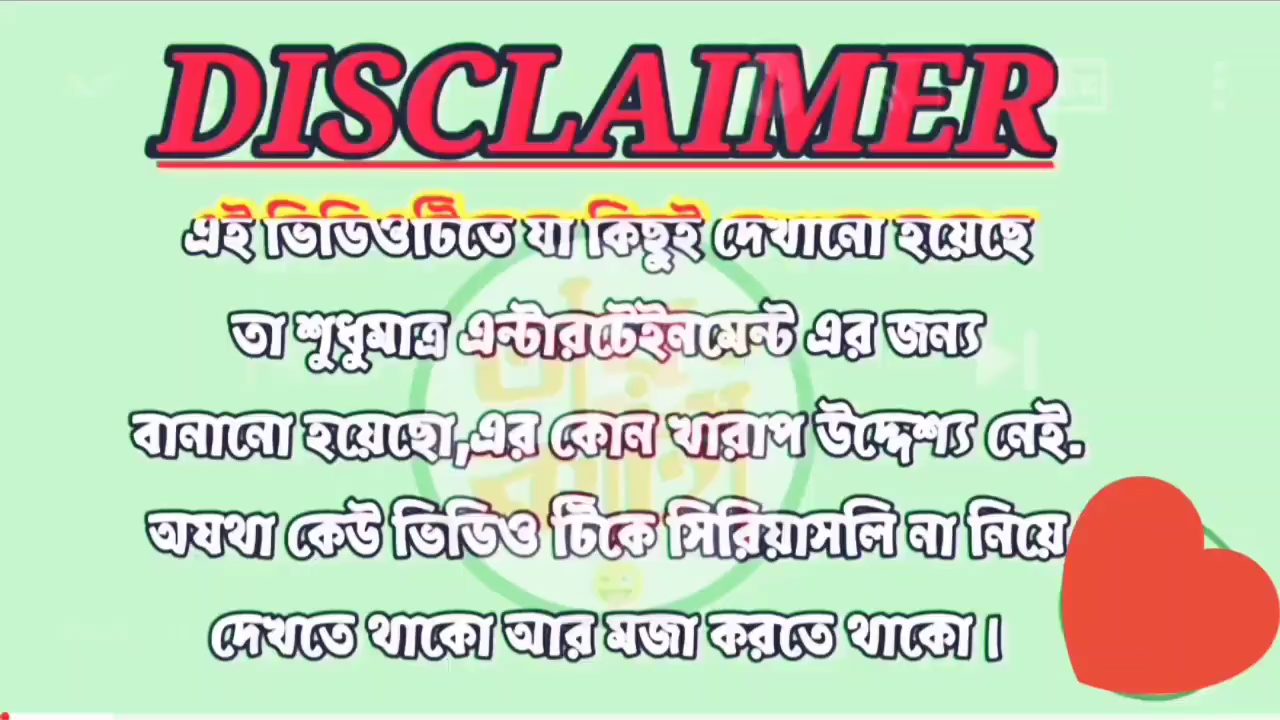 DISCLAIMER
এই ভিডিওটিতে যা কিছুই দেখানো হয়েছে
তা শুধুমাত্র এন্টারটেইনমেন্ট এর জন্য
বানানো হয়েছো,এর কোন খারাপ উদ্দেশ্য নেই.
অযথা কেউ ভিডিও টিকে সিরিয়াসলি না নিয়ে
দেখতে থাকো আর মজা করতে থাকো।